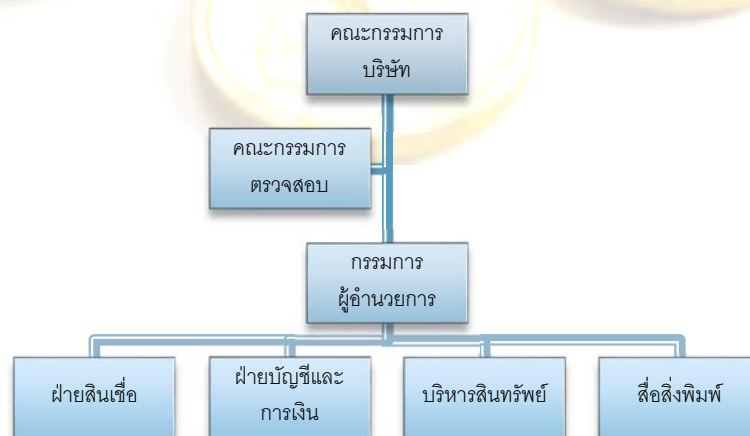 คณะกรรมการ
บริษัท
คณะกรรมการ
ตรวจสอบ
กรรมการ
ผู้อำนวยการ
ฝ่ายสินเชื่อ
ฝ่ายบัญชีและ
การเงิน
บริหารสินทรัพย์
สื่อสิ่งพิมพ์